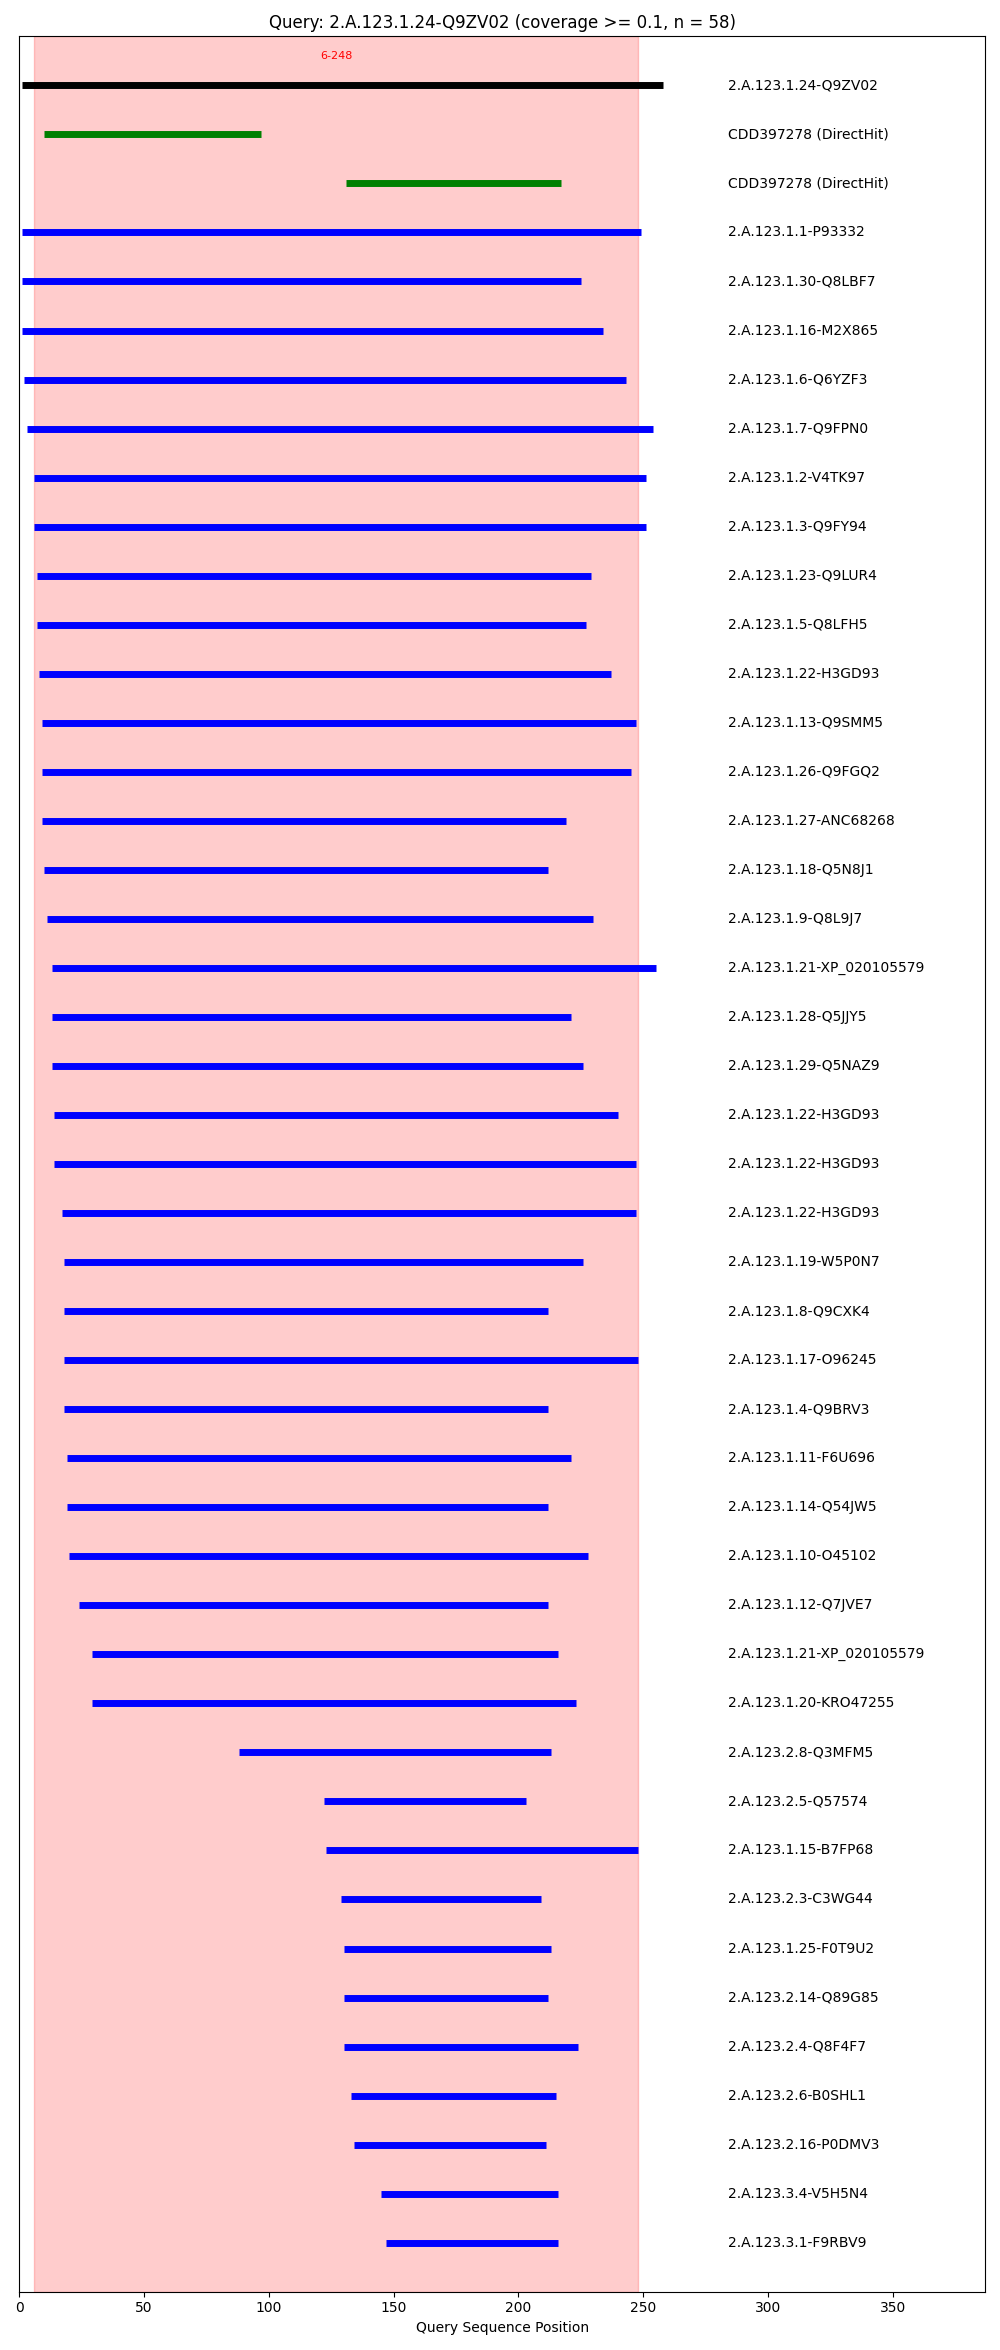 Query: 2.A.123.1.24-Q9ZV02 (coverage >= 0.1, n = 58)
6-248
2.A.123.1.24-Q9ZV02
CDD397278 (DirectHit)
CDD397278 (DirectHit)
2.A.123.1.1-P93332
2.A.123.1.30-Q8LBF7
2.A.123.1.16-M2X865
2.A.123.1.6-Q6YZF3
2.A.123.1.7-Q9FPN0
2.A.123.1.2-V4TK97
2.A.123.1.3-Q9FY94
2.A.123.1.23-Q9LUR4
2.A.123.1.5-Q8LFH5
2.A.123.1.22-H3GD93
2.A.123.1.13-Q9SMM5
2.A.123.1.26-Q9FGQ2
2.A.123.1.27-ANC68268
2.A.123.1.18-Q5N8J1
2.A.123.1.9-Q8L9J7
2.A.123.1.21-XP_020105579
2.A.123.1.28-Q5JJY5
2.A.123.1.29-Q5NAZ9
2.A.123.1.22-H3GD93
2.A.123.1.22-H3GD93
2.A.123.1.22-H3GD93
2.A.123.1.19-W5P0N7
2.A.123.1.8-Q9CXK4
2.A.123.1.17-O96245
2.A.123.1.4-Q9BRV3
2.A.123.1.11-F6U696
2.A.123.1.14-Q54JW5
2.A.123.1.10-O45102
2.A.123.1.12-Q7JVE7
2.A.123.1.21-XP_020105579
2.A.123.1.20-KRO47255
2.A.123.2.8-Q3MFM5
2.A.123.2.5-Q57574
2.A.123.1.15-B7FP68
2.A.123.2.3-C3WG44
2.A.123.1.25-F0T9U2
2.A.123.2.14-Q89G85
2.A.123.2.4-Q8F4F7
2.A.123.2.6-B0SHL1
2.A.123.2.16-P0DMV3
2.A.123.3.4-V5H5N4
2.A.123.3.1-F9RBV9
0 50 100 150 200 250 300 350
Query Sequence Position